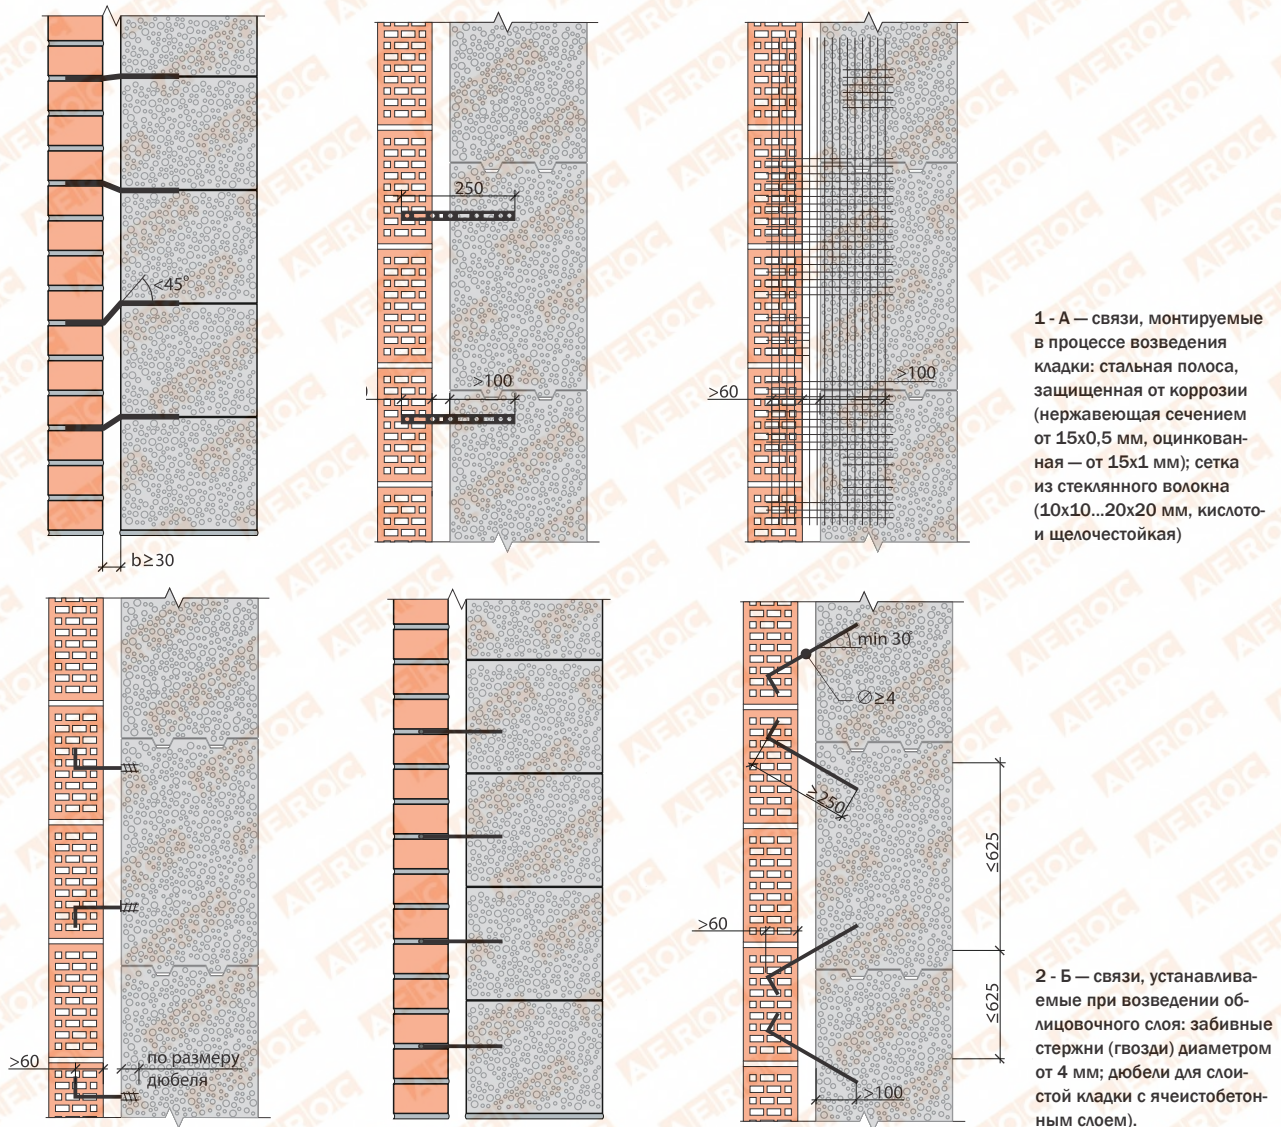 <45°
b≥30
250
>100
>60
>100
1 - А — связи, монтируемые
в процессе возведения
кладки: стальная полоса,
защищенная от коррозии
(нержавеющая сечением
от 15х0,5 мм, оцинкован-
ная — от 15х1 мм); сетка
из стеклянного волокна
(10х10...20х20 мм, кислото-
и щелочестойкая)
>60
по размеру
дюбеля
min 30°
∅≥4
≥250
≤625
>60
≤625
>100
2 - Б — связи, устанавлива-
емые при возведении об-
лицовочного слоя: забивные
стержни (гвозди) диаметром
от 4 мм; дюбели для слои-
стой кладки с ячеистобетон-
ным слоем).
AEROC